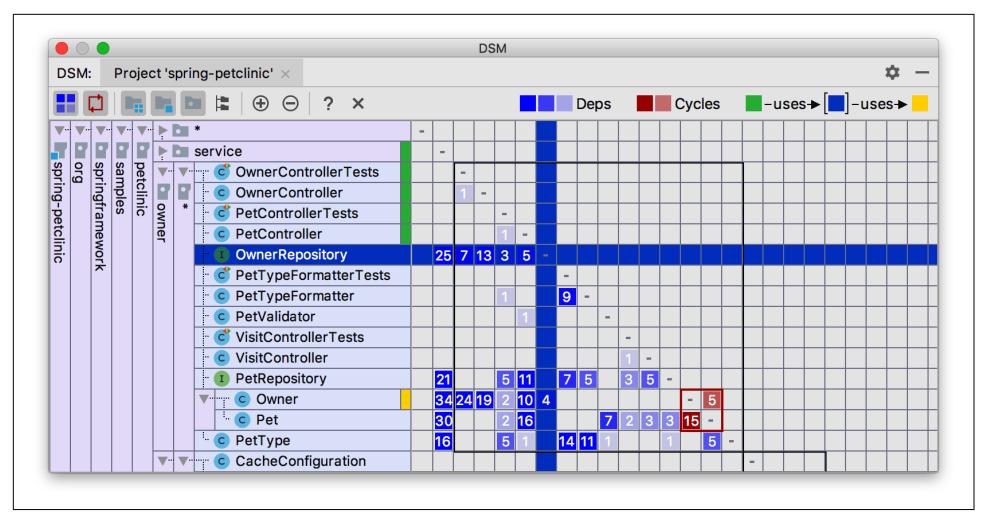 DSM
DSM: Project 'spring-petclinic' ×
? × Deps Cycles –uses→[ ]–uses→
* -
service -
C OwnerControllerTests -
C OwnerController 1 -
C PetControllerTests -
C PetController 1 -
I OwnerRepository 25 7 13 3 5 -
C PetTypeFormatterTests -
C PetTypeFormatter 1 9 -
C PetValidator 1 -
C VisitControllerTests -
C VisitController 1 -
I PetRepository 21 5 11 7 5 3 5 -
C Owner 34 24 19 2 10 4 - 5
C Pet 30 2 16 7 2 3 3 15 -
C PetType 16 5 1 14 11 1 1 5 -
C CacheConfiguration -
spring-petclinic
org
springframework
samples
petclinic
owner
*